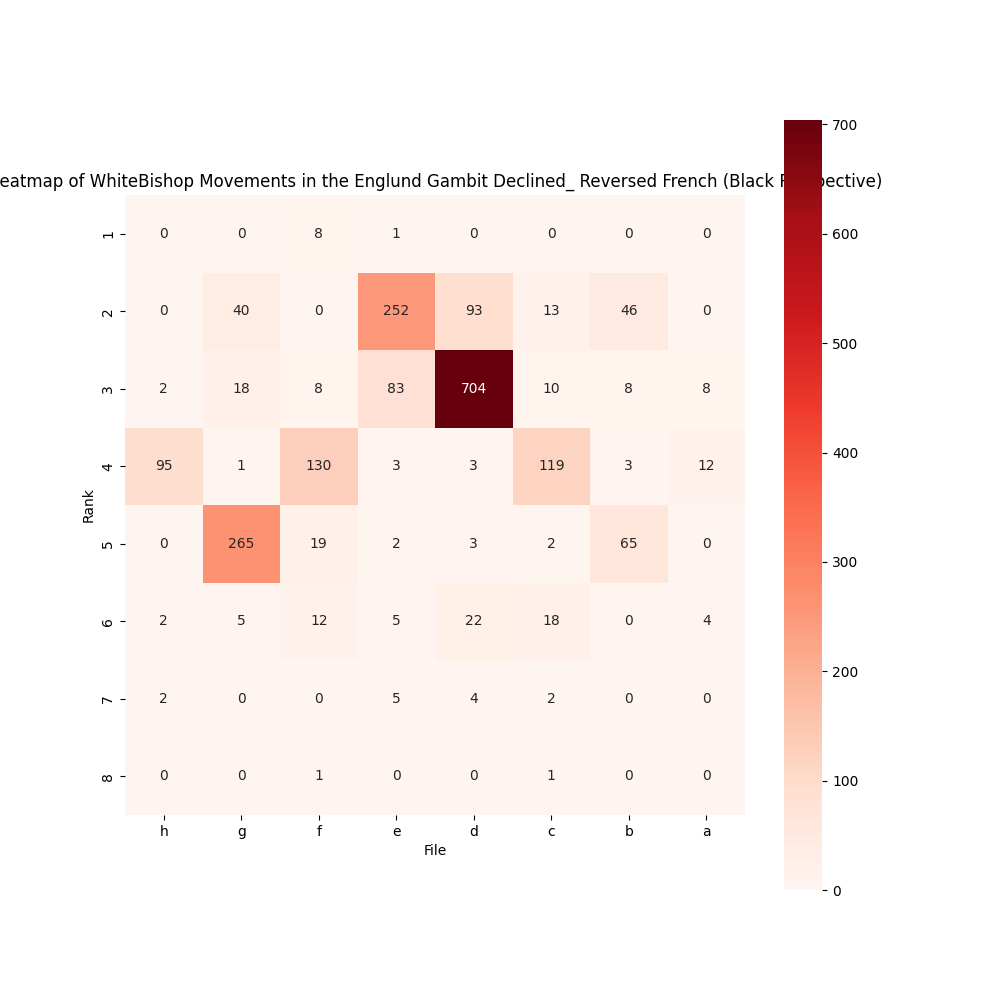 eatmap of WhiteBishop Movements in the Englund Gambit Declined_ Reversed French (Black pective)
700
600
500
400
300
200
100
0
1 0 0 8 1 0 0 0 0
2 0 40 0 252 93 13 46 0
3 2 18 8 83 704 10 8 8
4 95 1 130 3 3 119 3 12
Rank
5 0 265 19 2 3 2 65 0
6 2 5 12 5 22 18 0 4
7 2 0 0 5 4 2 0 0
8 0 0 1 0 0 1 0 0
h g f e d c b a
File